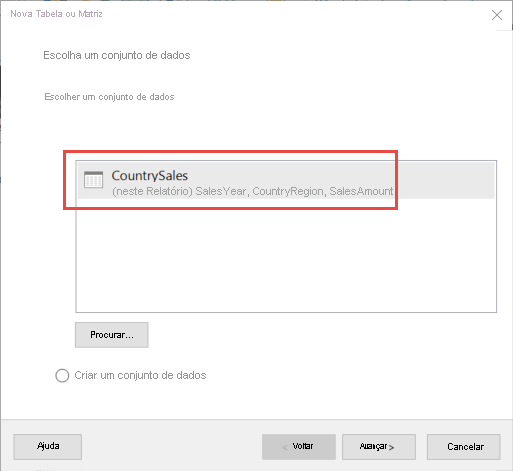 Nova Tabela ou Matriz
Escolha um conjunto de dados
Escolher um conjunto de dados
CountrySales
(neste Relatório) SalesYear, CountryRegion, SalesAmount
Procurar...
Criar um conjunto de dados
Ajuda
< Voltar
Avançar >
Cancelar